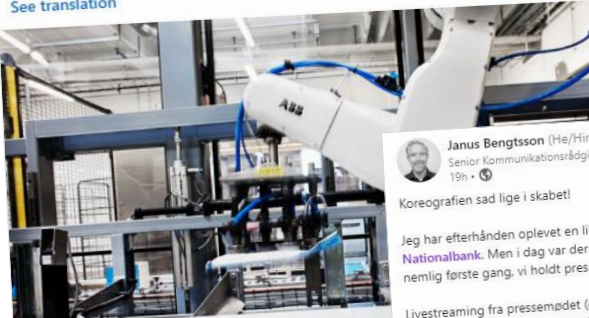 See translation
ABB
Janus Bengtsson (He/Hin
Senior Kommunikationsrådgi
19h •
Koreografien sad lige i skabet!
Jeg har efterhånden oplevet en li
Nationalbank. Men i dag var der
nemlig første gang, vi holdt pres
Livestreaming fra pressemødet (